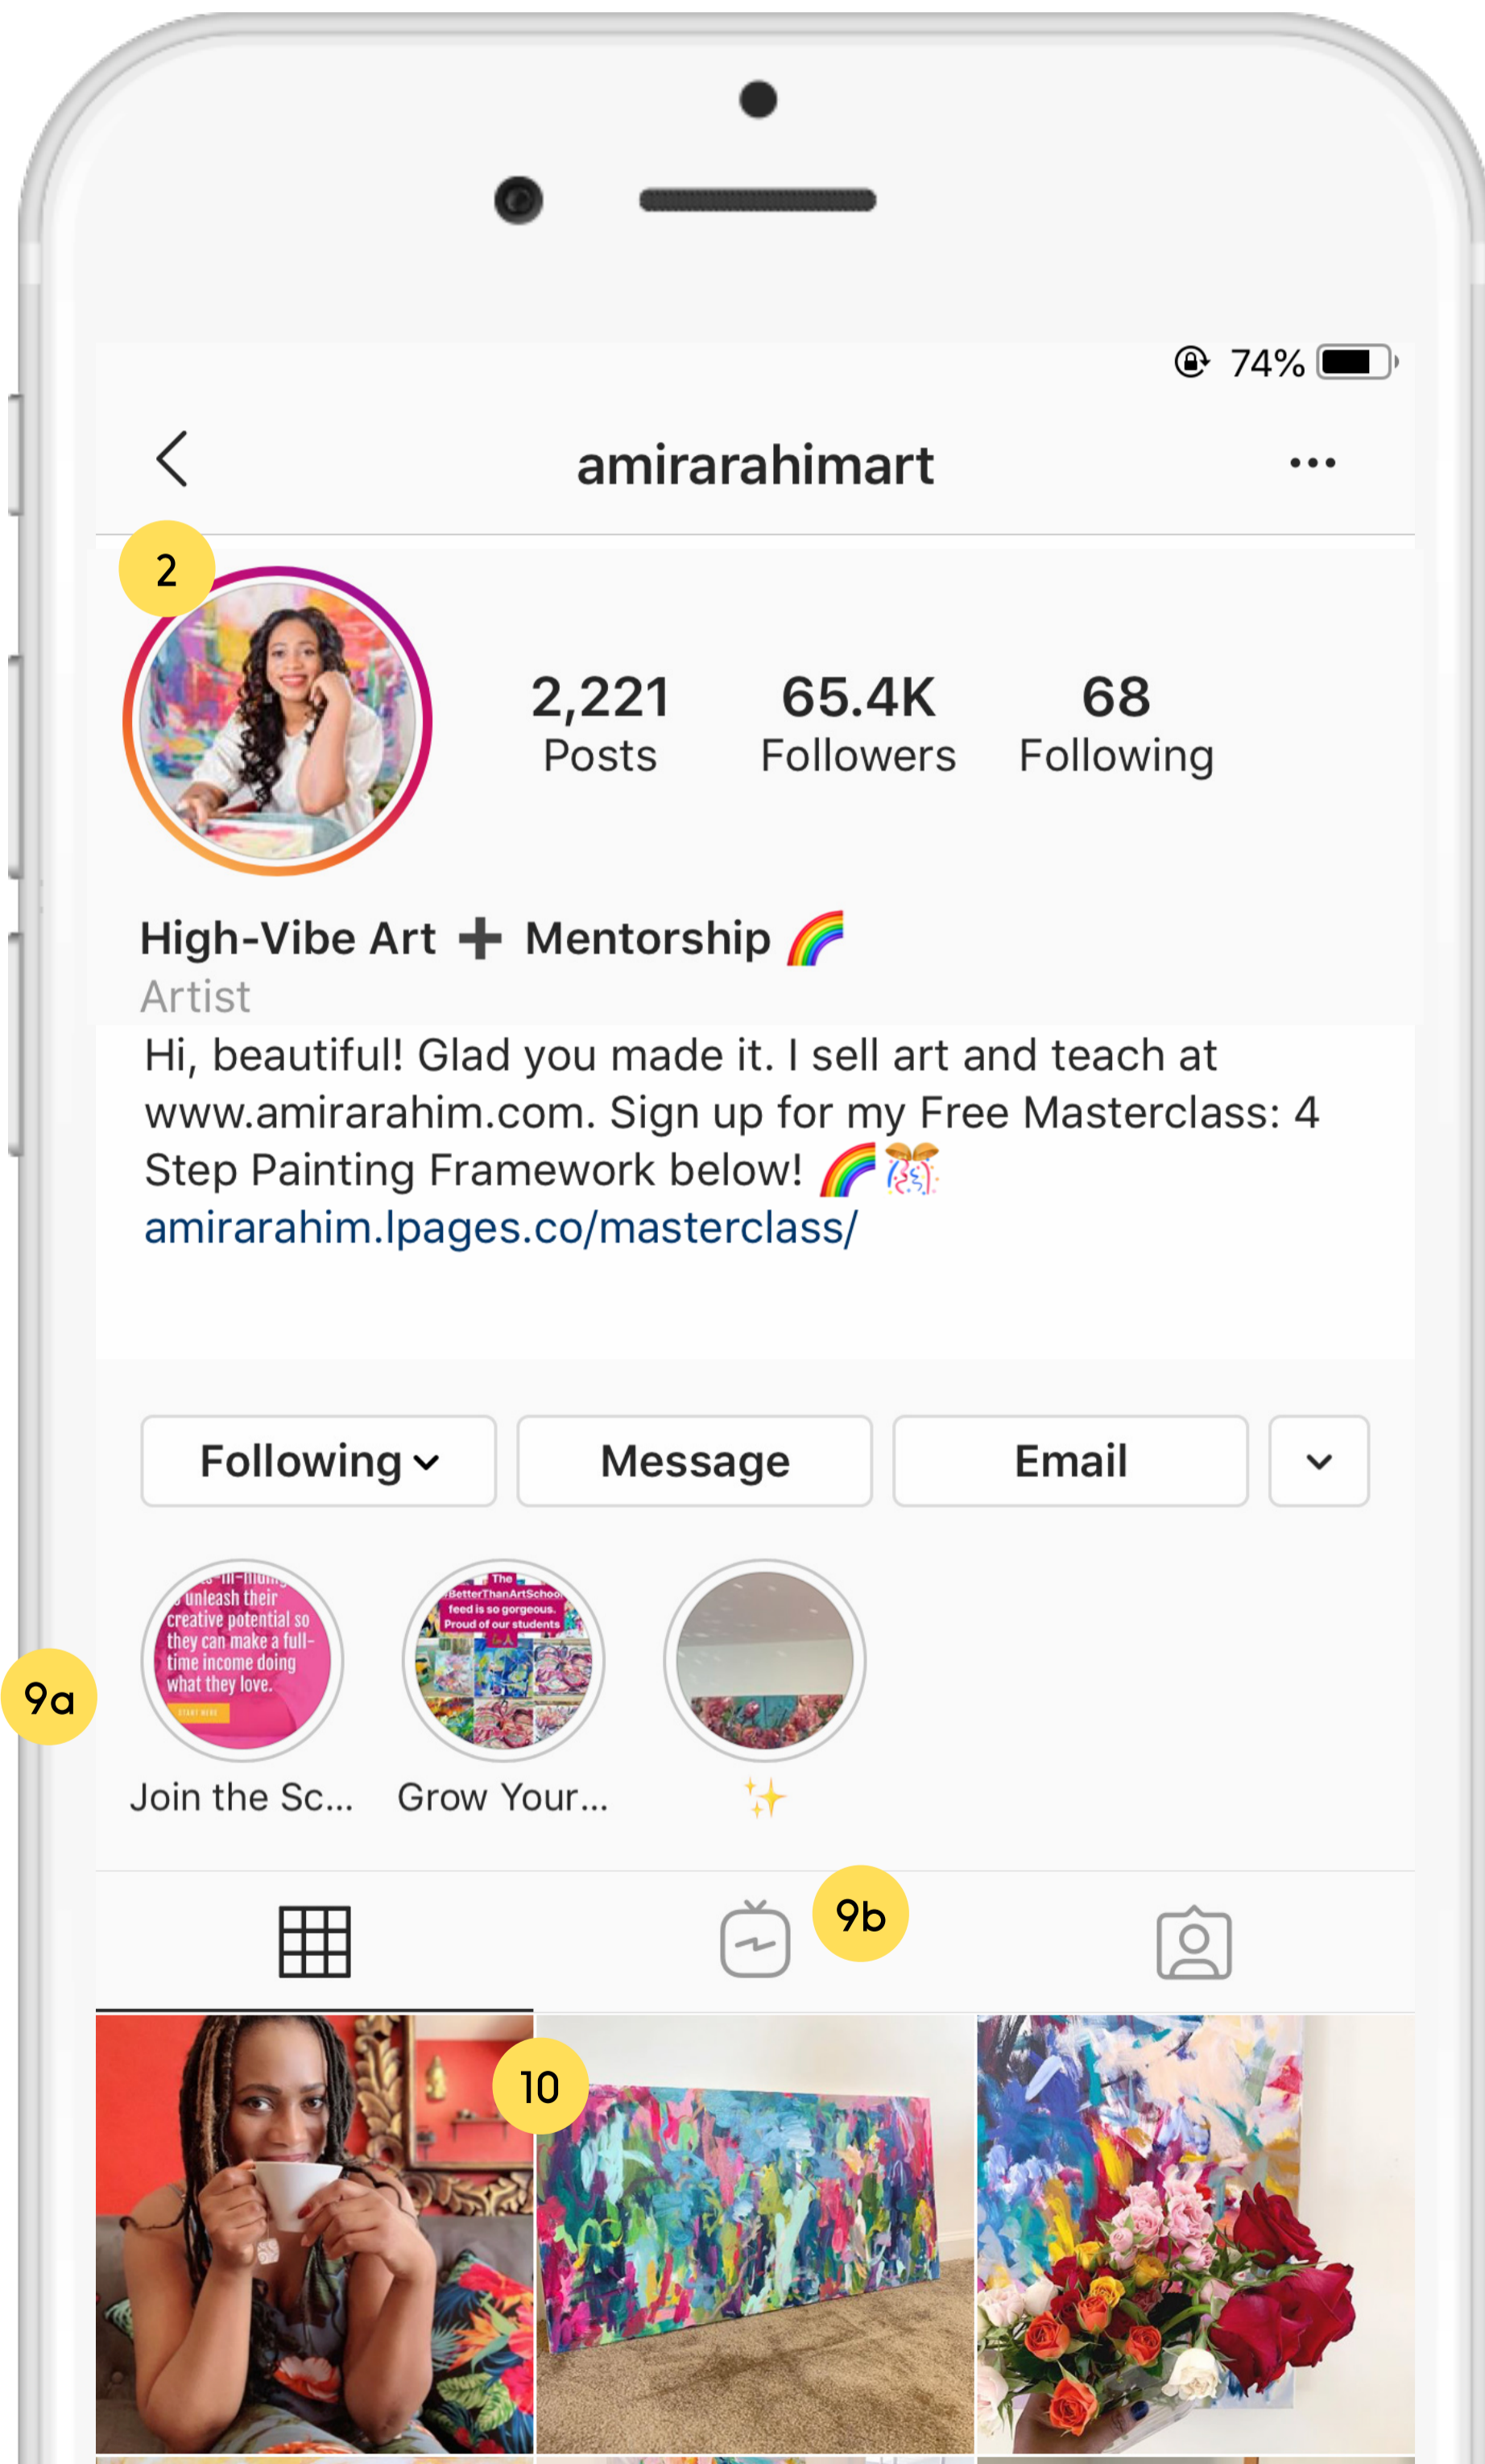 74%
amirarahimart
2
2,221
65.4K
68
Posts
Followers
Following
High-Vibe Art ➕ Mentorship 🌈
Artist
Hi, beautiful! Glad you made it. I sell art and teach at
www.amirarahim.com. Sign up for my Free Masterclass: 4
Step Painting Framework below! 🌈🎊
amirarahim.lpages.co/masterclass/
Following
Message
Email
unleash their
creative potential so
they can make a full-
time income doing
what they love.
START HERE
The
BetterThanArtSchool
feed is so gorgeous.
Proud of our students
9a
Join the Sc...
Grow Your...
✨
9b
10